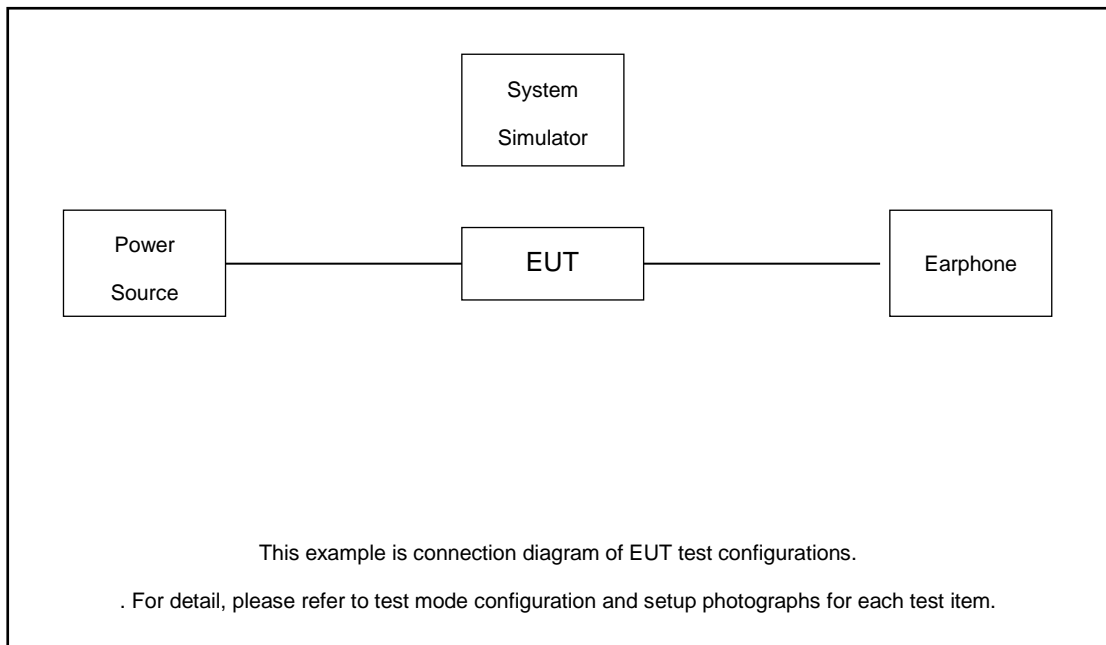 System
Simulator
Power
Source
EUT
Earphone
This example is connection diagram of EUT test configurations.
. For detail, please refer to test mode configuration and setup photographs for each test item.